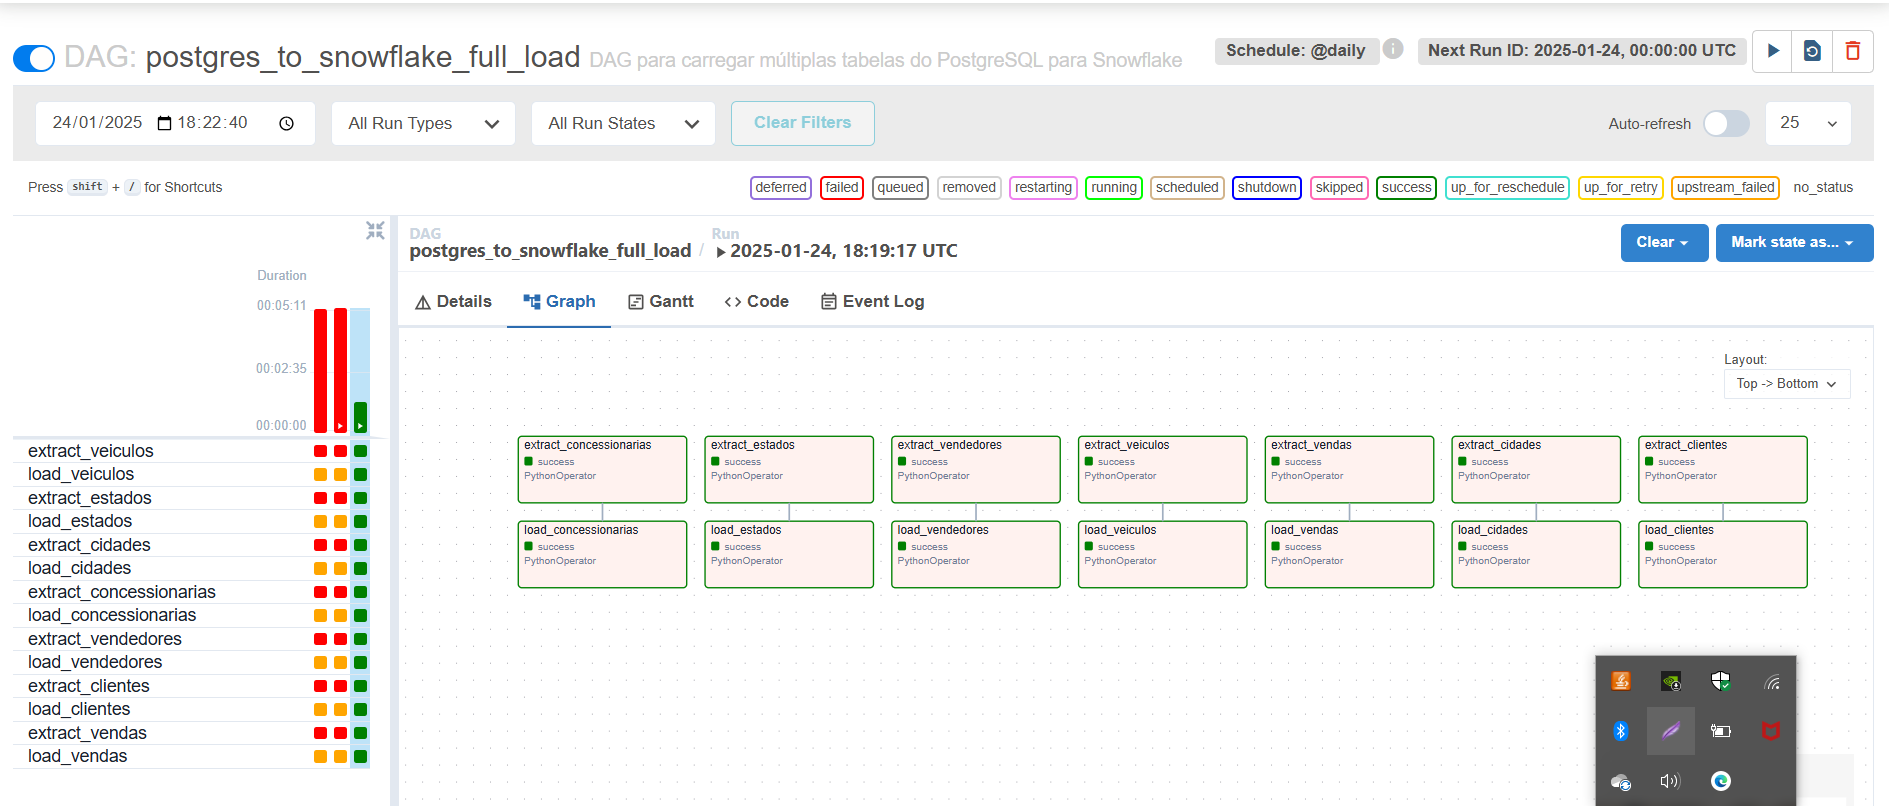 DAG: postgres_to_snowflake_full_load DAG para carregar múltiplas tabelas do PostgreSQL para Snowflake
Schedule: @daily
i
Next Run ID: 2025-01-24, 00:00:00 UTC
24/01/2025 18:22:40
All Run Types
All Run States
Clear Filters
Auto-refresh
25
Press shift + / for Shortcuts
deferred failed queued removed restarting running scheduled shutdown skipped success up_for_reschedule up_for_retry upstream_failed no_status
DAG
postgres_to_snowflake_full_load
/
Run
2025-01-24, 18:19:17 UTC
Clear
Mark state as...
Details
Graph
Gantt
Code
Event Log
Duration
00:05:11
00:02:35
00:00:00
extract_veiculos
load_veiculos
extract_estados
load_estados
extract_cidades
load_cidades
extract_concessionarias
load_concessionarias
extract_vendedores
load_vendedores
extract_clientes
load_clientes
extract_vendas
load_vendas
Layout:
Top -> Bottom
extract_concessionarias
success
PythonOperator
extract_estados
success
PythonOperator
extract_vendedores
success
PythonOperator
extract_veiculos
success
PythonOperator
extract_vendas
success
PythonOperator
extract_cidades
success
PythonOperator
extract_clientes
success
PythonOperator
load_concessionarias
success
PythonOperator
load_estados
success
PythonOperator
load_vendedores
success
PythonOperator
load_veiculos
success
PythonOperator
load_vendas
success
PythonOperator
load_cidades
success
PythonOperator
load_clientes
success
PythonOperator